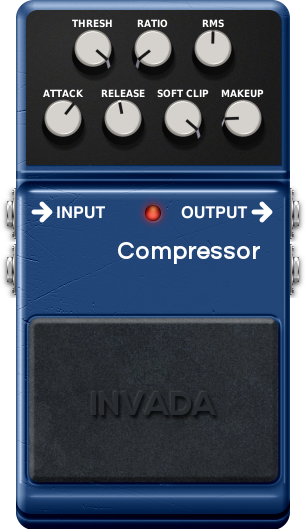 THRESH RATIO RMS
ATTACK RELEASE SOFT CLIP MAKEUP
INPUT OUTPUT
Compressor
INVADA